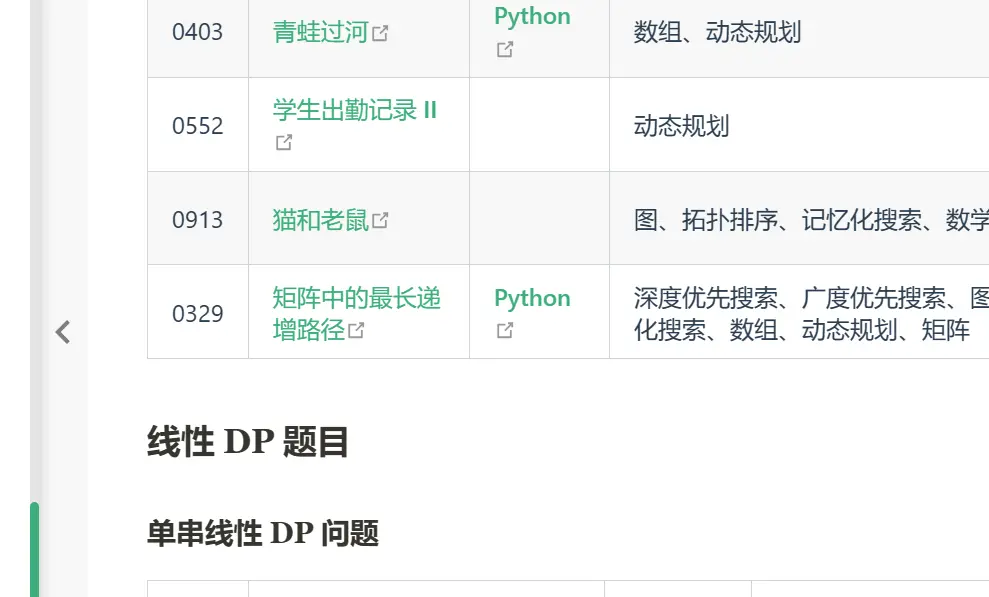 0403 青蛙过河 Python 数组、动态规划
0552 学生出勤记录 II 动态规划
0913 猫和老鼠 图、拓扑排序、记忆化搜索、数学
0329 矩阵中的最长递 Python 深度优先搜索、广度优先搜索、图
增路径 化搜索、数组、动态规划、矩阵
线性 DP 题目
单串线性 DP 问题